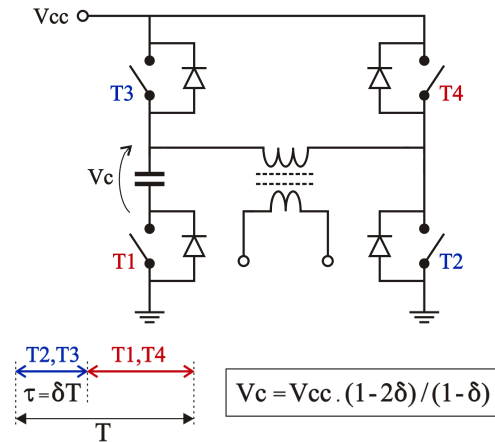 Vcc
T3
T4
Vc
T1
T2
T2,T3 T1,T4
τ=δT
T
Vc = Vcc . (1-2δ)/(1-δ)